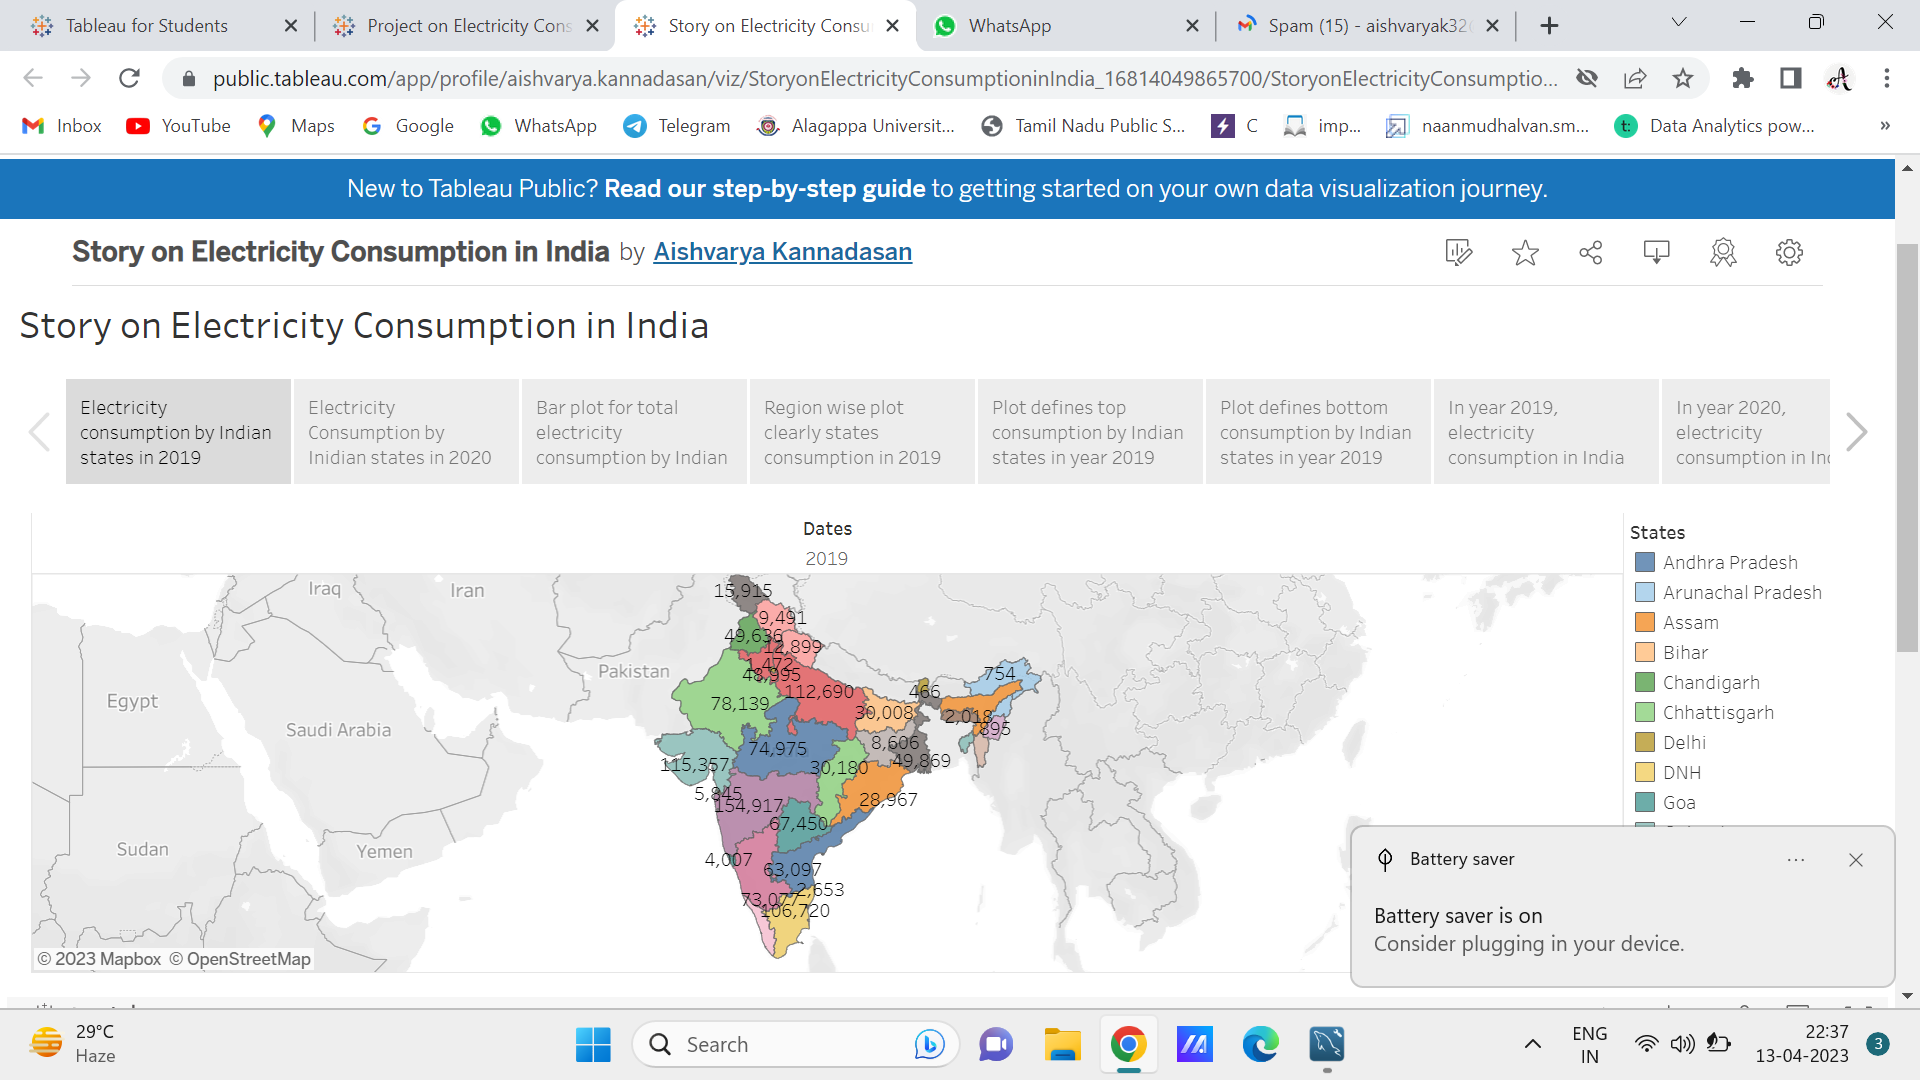 Tableau for Students
Project on Electricity Cons
Story on Electricity Consu
WhatsApp
Spam (15) - aishvaryak32
public.tableau.com/app/profile/aishvarya.kannadasan/viz/StoryonElectricityConsumptioninIndia_16814049865700/StoryonElectricityConsumptio...
Inbox
YouTube
Maps
Google
WhatsApp
Telegram
Alagappa Universit...
Tamil Nadu Public S...
C
imp...
naanmudhalvan.sm...
t:
Data Analytics pow...
»
New to Tableau Public? Read our step-by-step guide to getting started on your own data visualization journey.
Story on Electricity Consumption in India by Aishvarya Kannadasan
Story on Electricity Consumption in India
Electricity
consumption by Indian
states in 2019
Electricity
Consumption by
Inidian states in 2020
Bar plot for total
electricity
consumption by Indian
Region wise plot
clearly states
consumption in 2019
Plot defines top
consumption by Indian
states in year 2019
Plot defines bottom
consumption by Indian
states in year 2019
In year 2019,
electricity
consumption in India
In year 2020,
electricity
consumption in In
Dates
2019
Iraq
Iran
Pakistan
Egypt
Saudi Arabia
Sudan
Yemen
15,915
9,491
49,636
12,899
1,472
48,995
112,690
78,139
466
754
30,008
2,018
895
74,975
8,606
49,869
115,357
30,180
5,845
154,917
28,967
67,450
4,007
63,097
2,653
73,077
106,720
© 2023 Mapbox © OpenStreetMap
States
Andhra Pradesh
Arunachal Pradesh
Assam
Bihar
Chandigarh
Chhattisgarh
Delhi
DNH
Goa
Battery saver
Battery saver is on
Consider plugging in your device.
29°C
Haze
Search
ENG
IN
22:37
13-04-2023
3